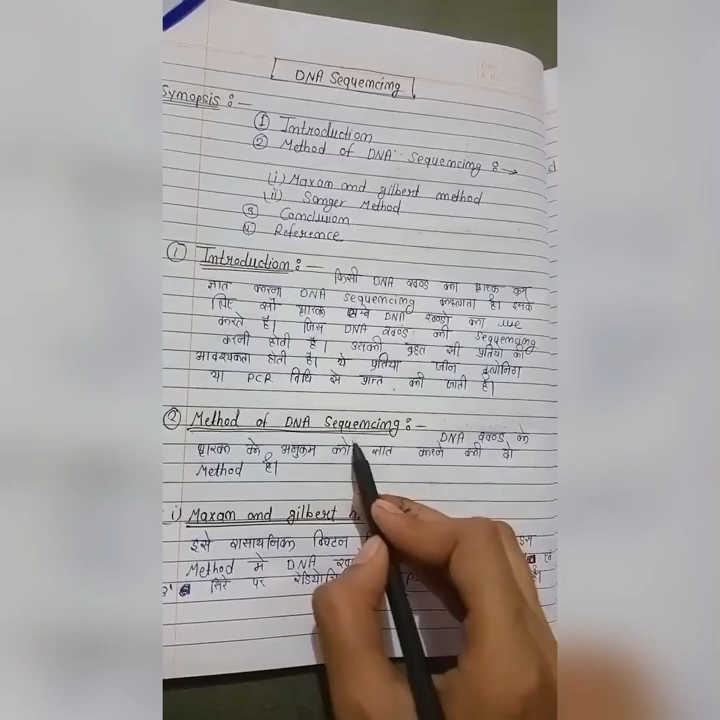 DNA Sequencing
Synopsis :-
① Introduction
② Method of DNA Sequencing :→
(i) Maxam and gilbert method
(ii) Sanger Method
③ Conclusion
④ Reference
① Introduction :-
किसी DNA खण्ड का क्षारक क्रम
ज्ञात करना DNA Sequencing कहलाता है। इसके
लिए क्षारक लम्बे DNA खण्डों का use
करते है। जिस DNA खण्ड की Sequencing
करनी होती है। उसकी बहुत सी प्रतियो की
आवश्यकता होती है। ये प्रतिया जीन क्लोनिंग
या PCR विधि से प्राप्त की जाती है।
② Method of DNA Sequencing :-
DNA खण्ड के
क्षारक के अनुक्रम को ज्ञात करने की दो
Method है।
i) Maxam and gilbert
इसे रासायनिक विघटन
Method मे DNA
3' सिरे पर